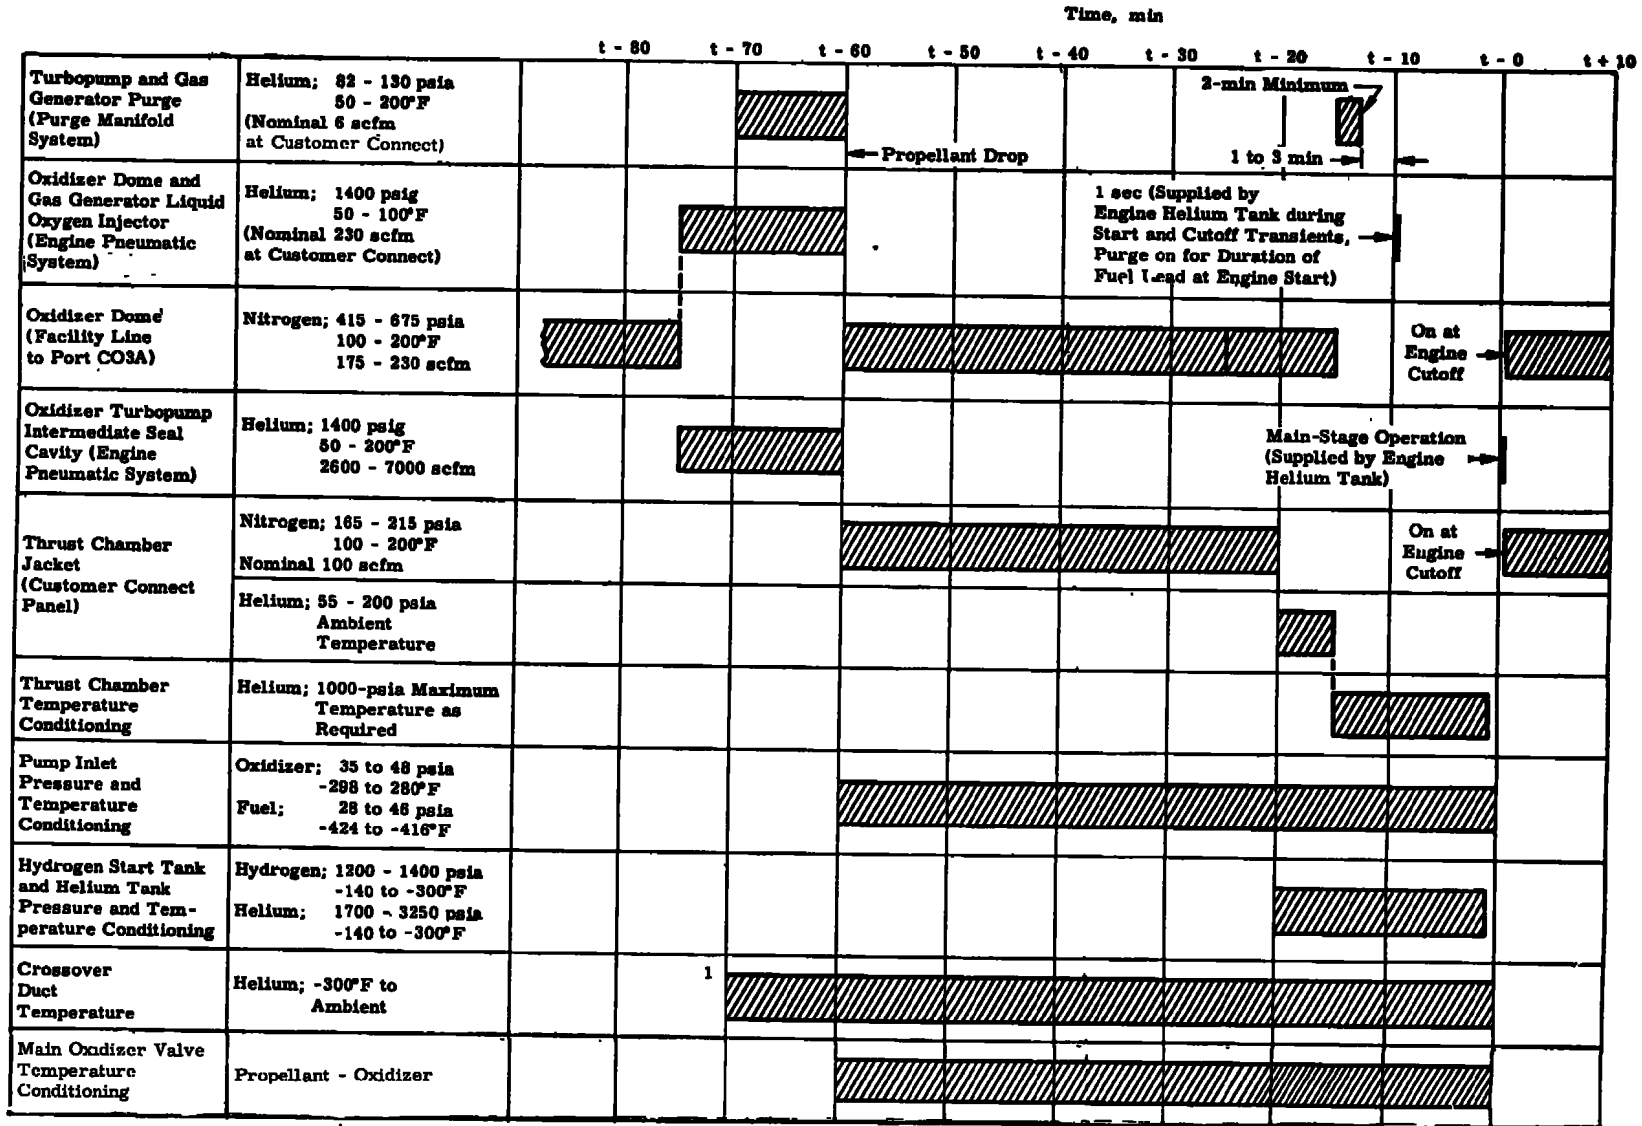 Time, min
t - 80 t - 70 t - 60 t - 50 t - 40 t - 30 t - 20 t - 10 t - 0 t + 10
Turbopump and Gas
Generator Purge
(Purge Manifold
System)
Helium; 82 - 130 psia
50 - 200°F
(Nominal 6 scfm
at Customer Connect)
2-min Minimum
Propellant Drop
1 to 3 min
Oxidizer Dome and
Gas Generator Liquid
Oxygen Injector
(Engine Pneumatic
System)
Helium; 1400 psig
50 - 100°F
(Nominal 230 scfm
at Customer Connect)
1 sec (Supplied by
Engine Helium Tank during
Start and Cutoff Transients,
Purge on for Duration of
Fuel Lead at Engine Start)
Oxidizer Dome
(Facility Line
to Port CO3A)
Nitrogen; 415 - 675 psia
100 - 200°F
175 - 230 scfm
On at
Engine
Cutoff
Oxidizer Turbopump
Intermediate Seal
Cavity (Engine
Pneumatic System)
Helium; 1400 psig
50 - 200°F
2600 - 7000 scfm
Main-Stage Operation
(Supplied by Engine
Helium Tank)
Thrust Chamber
Jacket
(Customer Connect
Panel)
Nitrogen; 165 - 215 psia
100 - 200°F
Nominal 100 scfm
On at
Engine
Cutoff
Helium; 55 - 200 psia
Ambient
Temperature
Thrust Chamber
Temperature
Conditioning
Helium; 1000-psia Maximum
Temperature as
Required
Pump Inlet
Pressure and
Temperature
Conditioning
Oxidizer; 35 to 48 psia
-298 to 280°F
Fuel; 28 to 46 psia
-424 to -416°F
Hydrogen Start Tank
and Helium Tank
Pressure and Tem-
perature Conditioning
Hydrogen; 1200 - 1400 psia
-140 to -300°F
Helium; 1700 - 3250 psia
-140 to -300°F
Crossover
Duct
Temperature
Helium; -300°F to
Ambient
1
Main Oxidizer Valve
Temperature
Conditioning
Propellant - Oxidizer